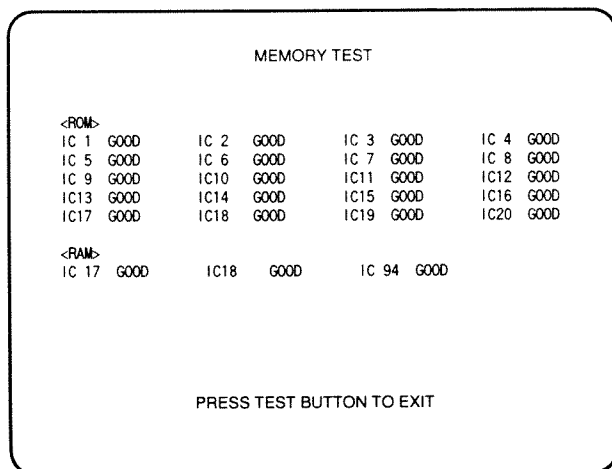 MEMORY TEST
<ROM>
IC 1 GOOD IC 2 GOOD IC 3 GOOD IC 4 GOOD
IC 5 GOOD IC 6 GOOD IC 7 GOOD IC 8 GOOD
IC 9 GOOD IC10 GOOD IC11 GOOD IC12 GOOD
IC13 GOOD IC14 GOOD IC15 GOOD IC16 GOOD
IC17 GOOD IC18 GOOD IC19 GOOD IC20 GOOD
<RAM>
IC 17 GOOD IC18 GOOD IC 94 GOOD
PRESS TEST BUTTON TO EXIT